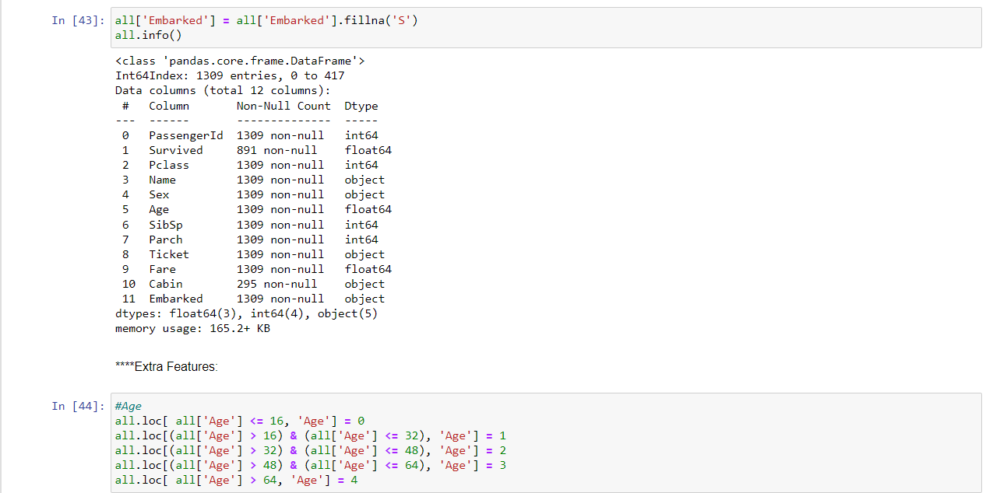 In [43]: all['Embarked'] = all['Embarked'].fillna('S')
all.info()
<class 'pandas.core.frame.DataFrame'>
Int64Index: 1309 entries, 0 to 417
Data columns (total 12 columns):
 #   Column       Non-Null Count  Dtype
---  ------       --------------  -----
 0   PassengerId  1309 non-null   int64
 1   Survived     891 non-null    float64
 2   Pclass       1309 non-null   int64
 3   Name         1309 non-null   object
 4   Sex          1309 non-null   object
 5   Age          1309 non-null   float64
 6   SibSp        1309 non-null   int64
 7   Parch        1309 non-null   int64
 8   Ticket       1309 non-null   object
 9   Fare         1309 non-null   float64
 10  Cabin        295 non-null    object
 11  Embarked     1309 non-null   object
dtypes: float64(3), int64(4), object(5)
memory usage: 165.2+ KB
****Extra Features:
In [44]: #Age
all.loc[ all['Age'] <= 16, 'Age'] = 0
all.loc[(all['Age'] > 16) & (all['Age'] <= 32), 'Age'] = 1
all.loc[(all['Age'] > 32) & (all['Age'] <= 48), 'Age'] = 2
all.loc[(all['Age'] > 48) & (all['Age'] <= 64), 'Age'] = 3
all.loc[ all['Age'] > 64, 'Age'] = 4